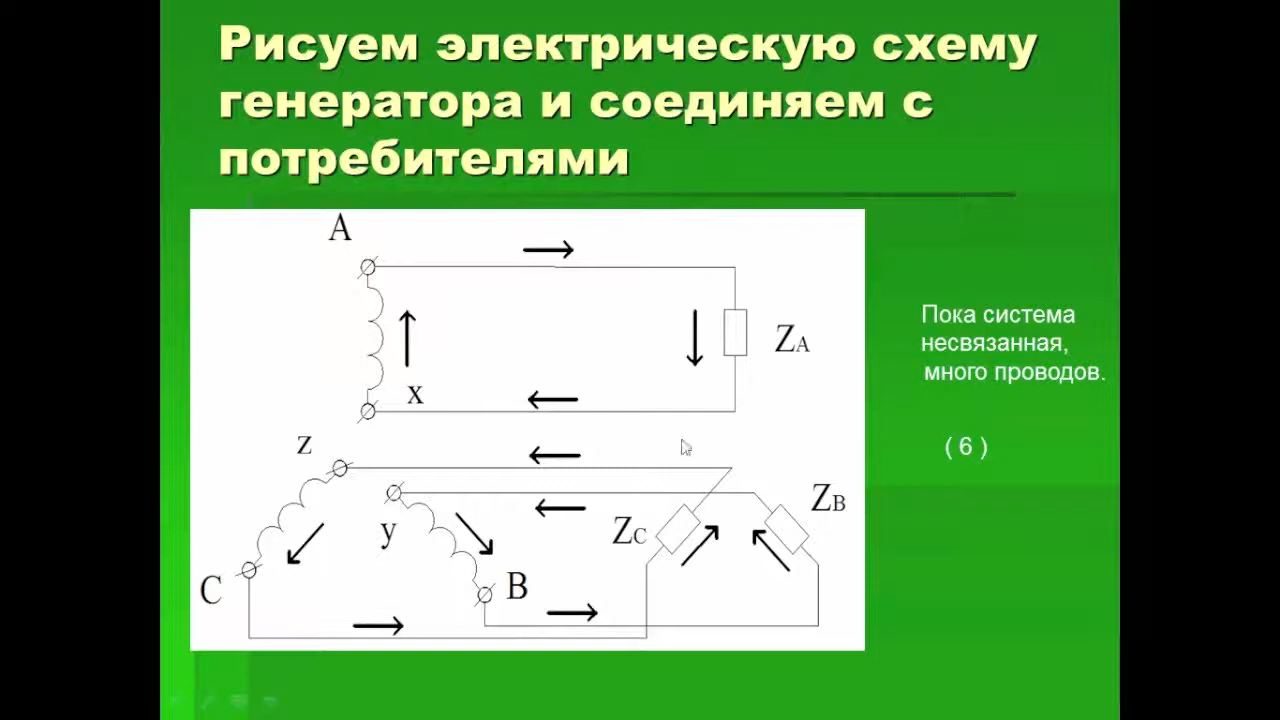 Рисуем электрическую схему
генератора и соединяем с
потребителями
A
ZA
x
Пока система
несвязанная,
много проводов.
( 6 )
z
y
ZC
ZB
C
B